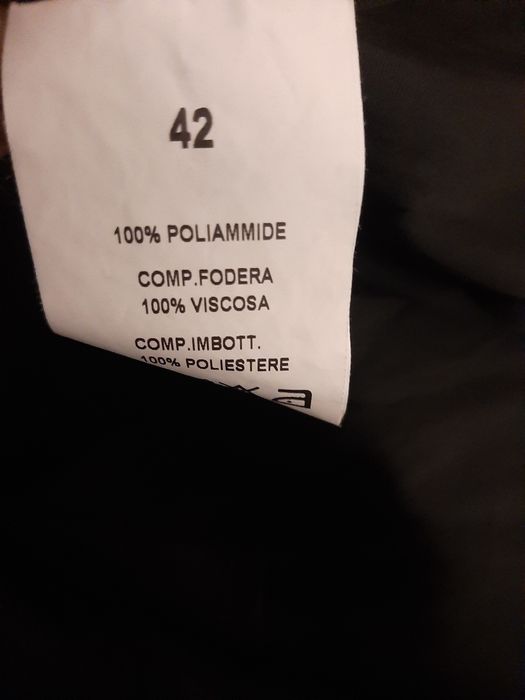 42
100% POLIAMMIDE
COMP.FODERA
100% VISCOSA
COMP.IMBOTT.
100% POLIESTERE